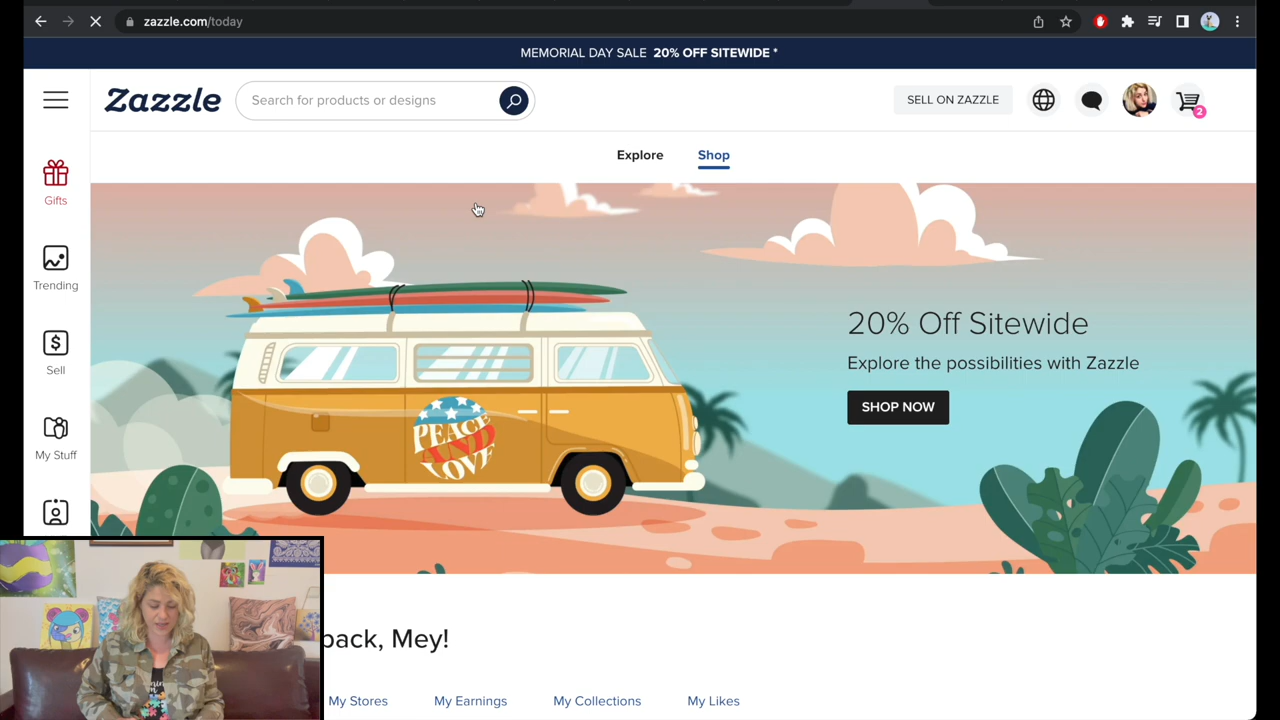 zazzle.com/today
MEMORIAL DAY SALE 20% OFF SITEWIDE *
Zazzle
Search for products or designs
SELL ON ZAZZLE
2
Explore
Shop
Gifts
Trending
Sell
My Stuff
20% Off Sitewide
Explore the possibilities with Zazzle
SHOP NOW
PEACE
AND
LOVE
back, Mey!
My Stores
My Earnings
My Collections
My Likes